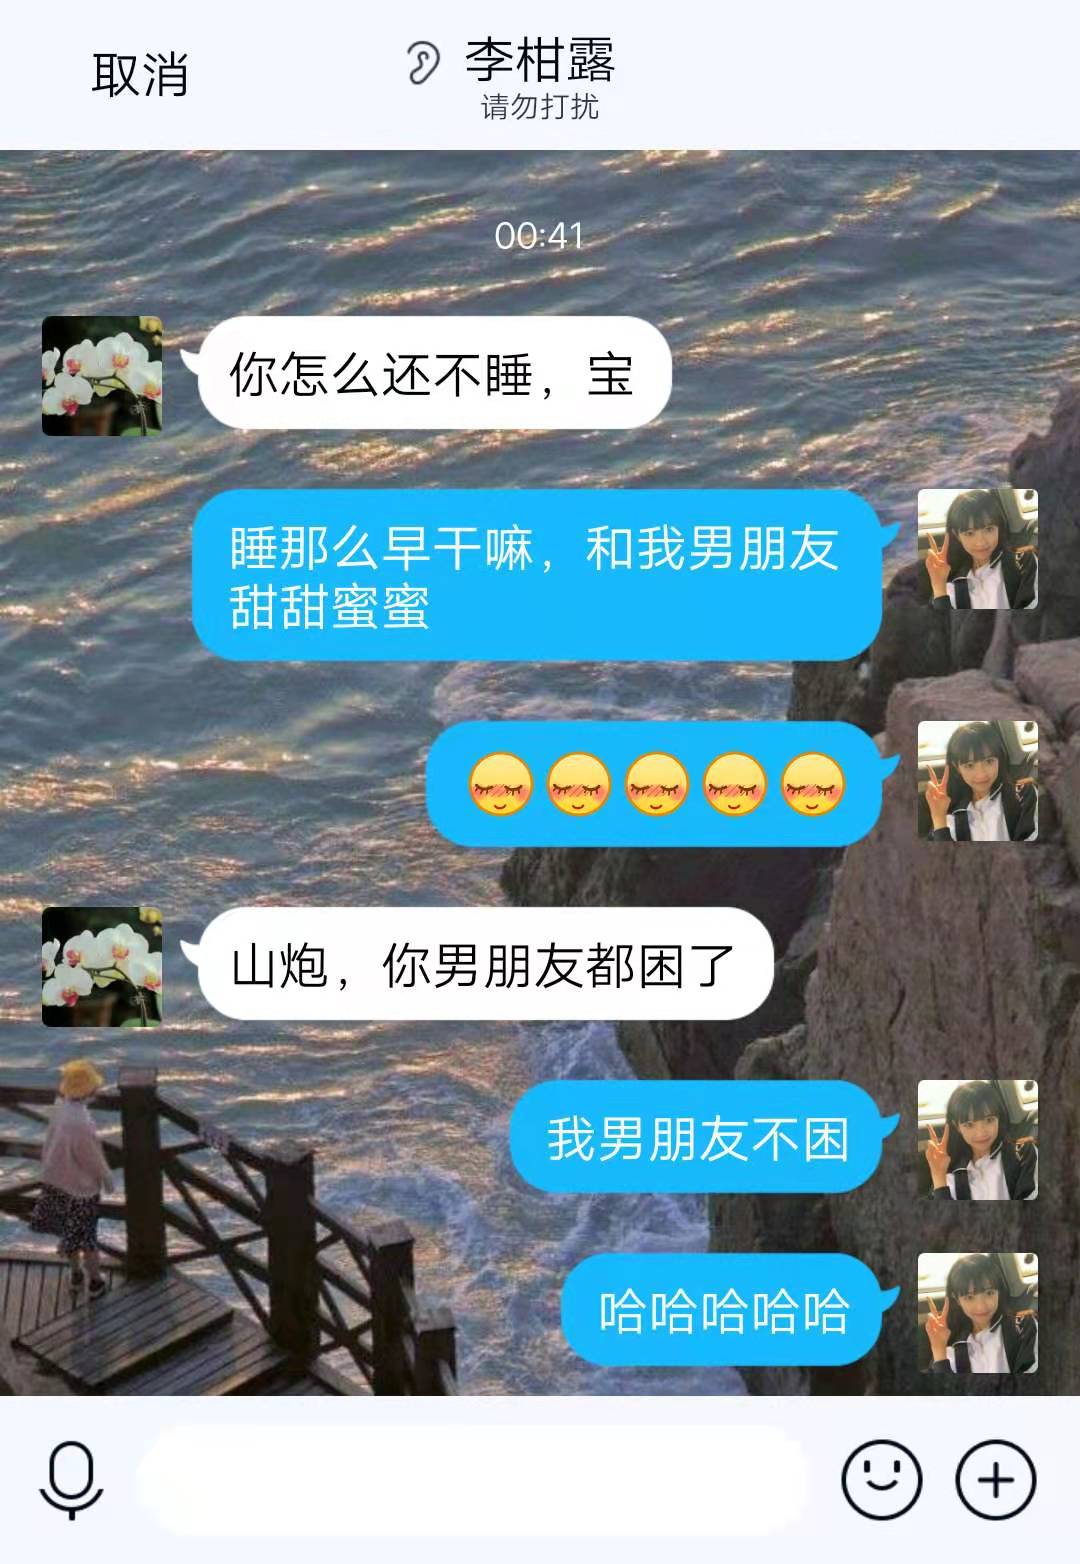 取消
李柑露
请勿打扰
00:41
你怎么还不睡，宝
睡那么早干嘛，和我男朋友
甜甜蜜蜜
山炮，你男朋友都困了
我男朋友不困
哈哈哈哈哈